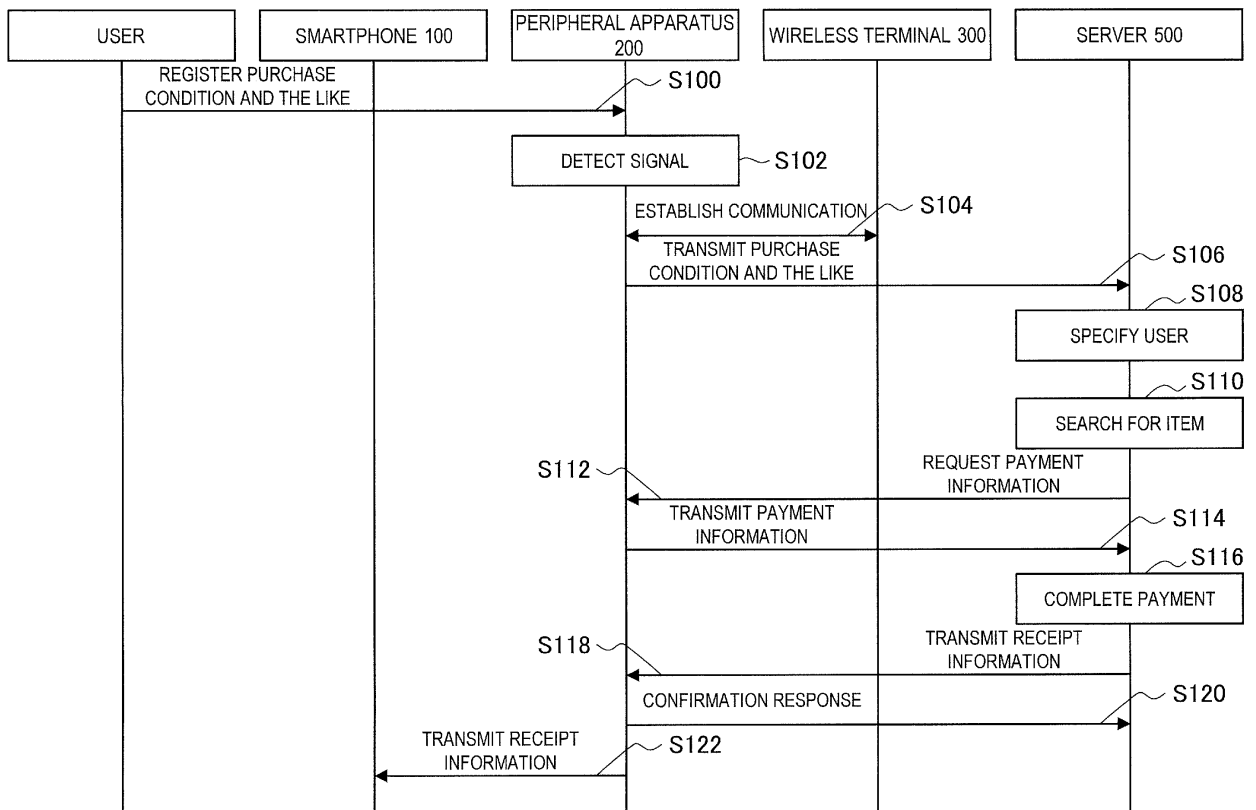 USER
SMARTPHONE 100
PERIPHERAL APPARATUS
200
WIRELESS TERMINAL 300
SERVER 500
REGISTER PURCHASE
CONDITION AND THE LIKE
S100
DETECT SIGNAL
S102
ESTABLISH COMMUNICATION
S104
TRANSMIT PURCHASE
CONDITION AND THE LIKE
S106
S108
SPECIFY USER
S110
SEARCH FOR ITEM
S112
REQUEST PAYMENT
INFORMATION
TRANSMIT PAYMENT
INFORMATION
S114
S116
COMPLETE PAYMENT
S118
TRANSMIT RECEIPT
INFORMATION
CONFIRMATION RESPONSE
S120
TRANSMIT RECEIPT
INFORMATION
S122